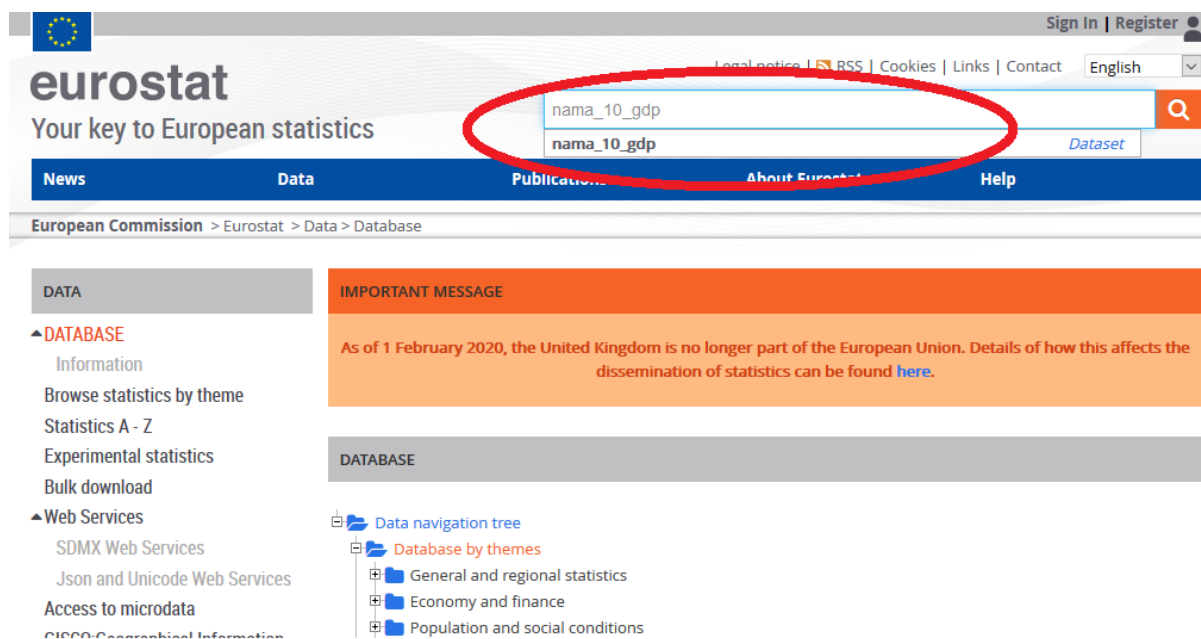 Sign In | Register
Legal notice | RSS | Cookies | Links | Contact English
eurostat
Your key to European statistics
nama_10_gdp
nama_10_gdp Dataset
News Data Publications About Eurostat Help
European Commission > Eurostat > Data > Database
DATA
DATABASE
Information
Browse statistics by theme
Statistics A - Z
Experimental statistics
Bulk download
Web Services
SDMX Web Services
Json and Unicode Web Services
Access to microdata
GISCO:Geographical Information
IMPORTANT MESSAGE
As of 1 February 2020, the United Kingdom is no longer part of the European Union. Details of how this affects the
dissemination of statistics can be found here.
DATABASE
Data navigation tree
Database by themes
General and regional statistics
Economy and finance
Population and social conditions